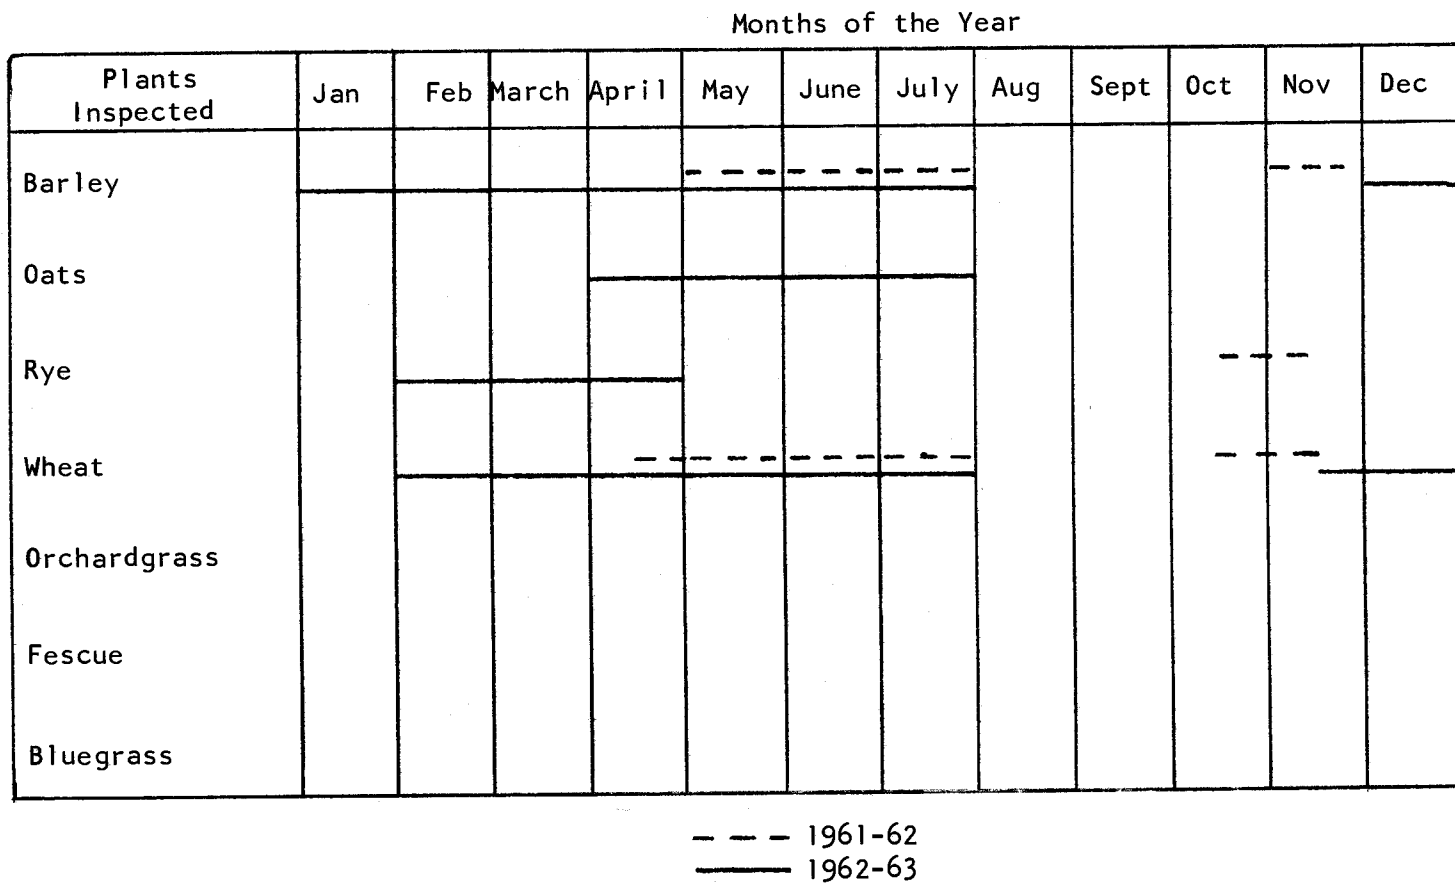 Months of the Year
Plants
Inspected
Jan Feb March April May June July Aug Sept Oct Nov Dec
Barley
Oats
Rye
Wheat
Orchardgrass
Fescue
Bluegrass
1961-62
1962-63